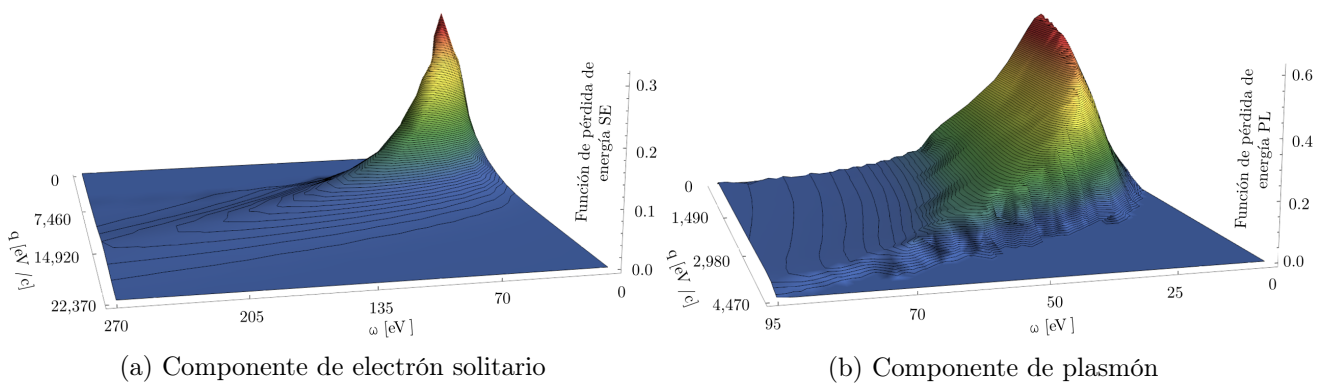 Función de pérdida de
energía SE
0.3
0.2
0.1
0.0
0
7,460
14,920
22,370
q [eV / c]
270
205
135
70
0
ω [eV ]
(a) Componente de electrón solitario
Función de pérdida de
energía PL
0.6
0.4
0.2
0.0
0
1,490
2,980
4,470
q [eV / c]
95
70
50
25
0
ω [eV ]
(b) Componente de plasmón